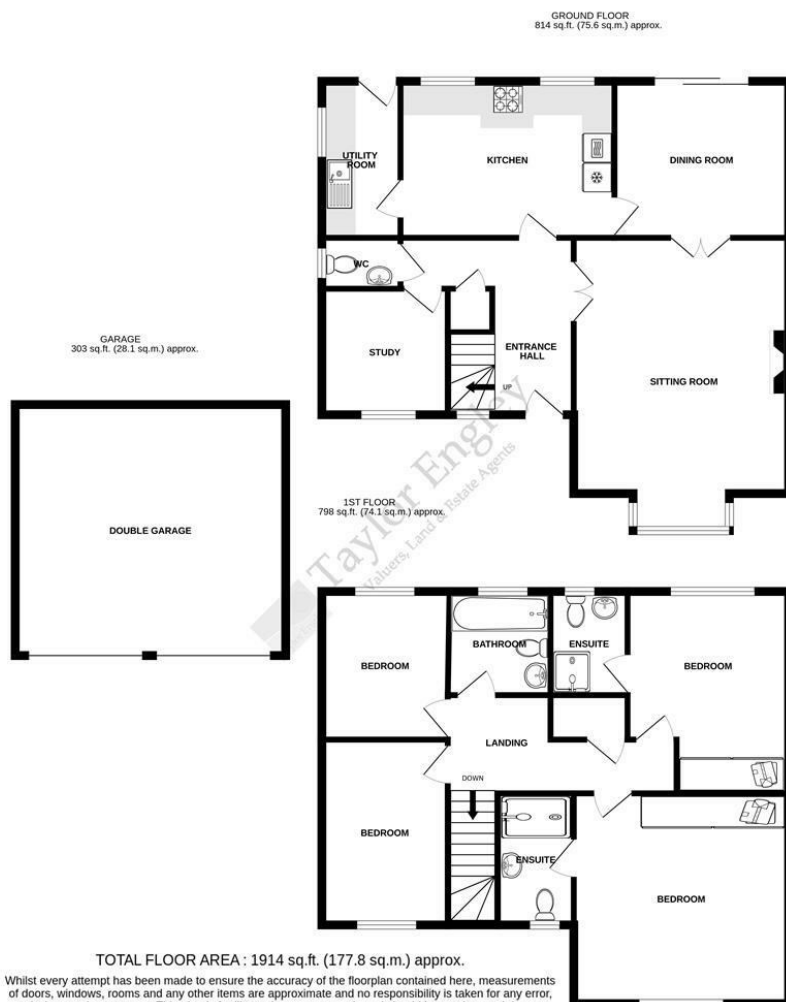 GROUND FLOOR
814 sq.ft. (75.6 sq.m.) approx.
UTILITY
ROOM
KITCHEN
DINING ROOM
WC
GARAGE
303 sq.ft. (28.1 sq.m.) approx.
STUDY
ENTRANCE
HALL
UP
SITTING ROOM
DOUBLE GARAGE
Taylor Engley
Valuers, Land & Estate Agents
1ST FLOOR
798 sq.ft. (74.1 sq.m.) approx.
BEDROOM
BATHROOM
ENSUITE
BEDROOM
LANDING
DOWN
BEDROOM
ENSUITE
BEDROOM
TOTAL FLOOR AREA : 1914 sq.ft. (177.8 sq.m.) approx.
Whilst every attempt has been made to ensure the accuracy of the floorplan contained here, measurements
of doors, windows, rooms and any other items are approximate and no responsibility is taken for any error,